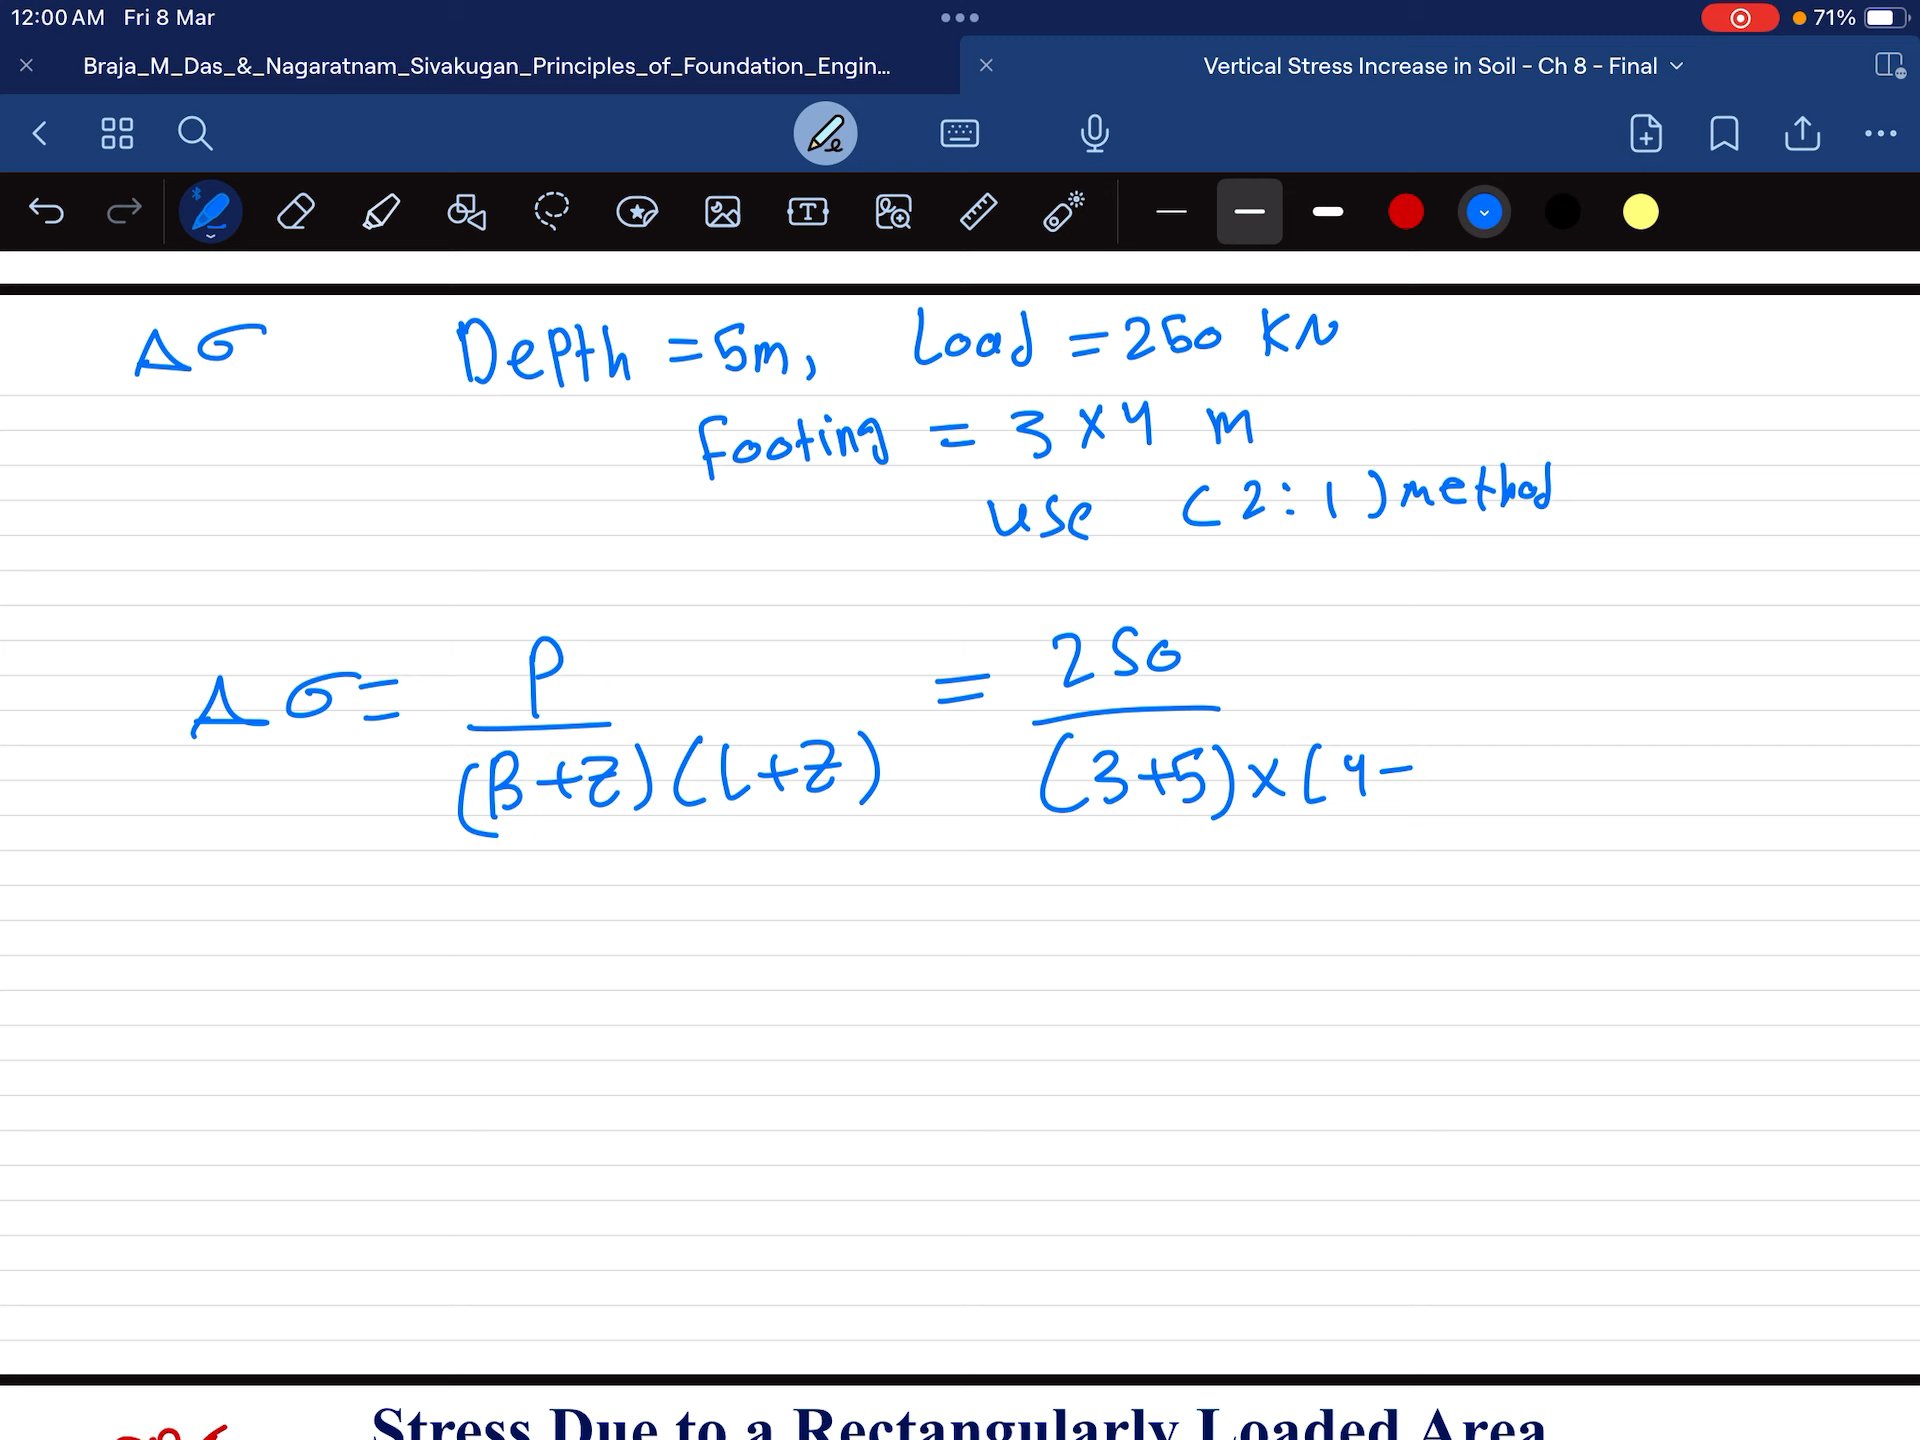 12:00 AM Fri 8 Mar
71%
Braja_M_Das_&_Nagaratnam_Sivakugan_Principles_of_Foundation_Engin...
Vertical Stress Increase in Soil - Ch 8 - Final
Δσ Depth = 5m, Load = 250 KN
Footing = 3 × 4 m
use (2:1) method
Δσ = P / (B+Z)(L+Z) = 250 / (3+5)×(4-
Stress Due to a Rectangularly Loaded Area